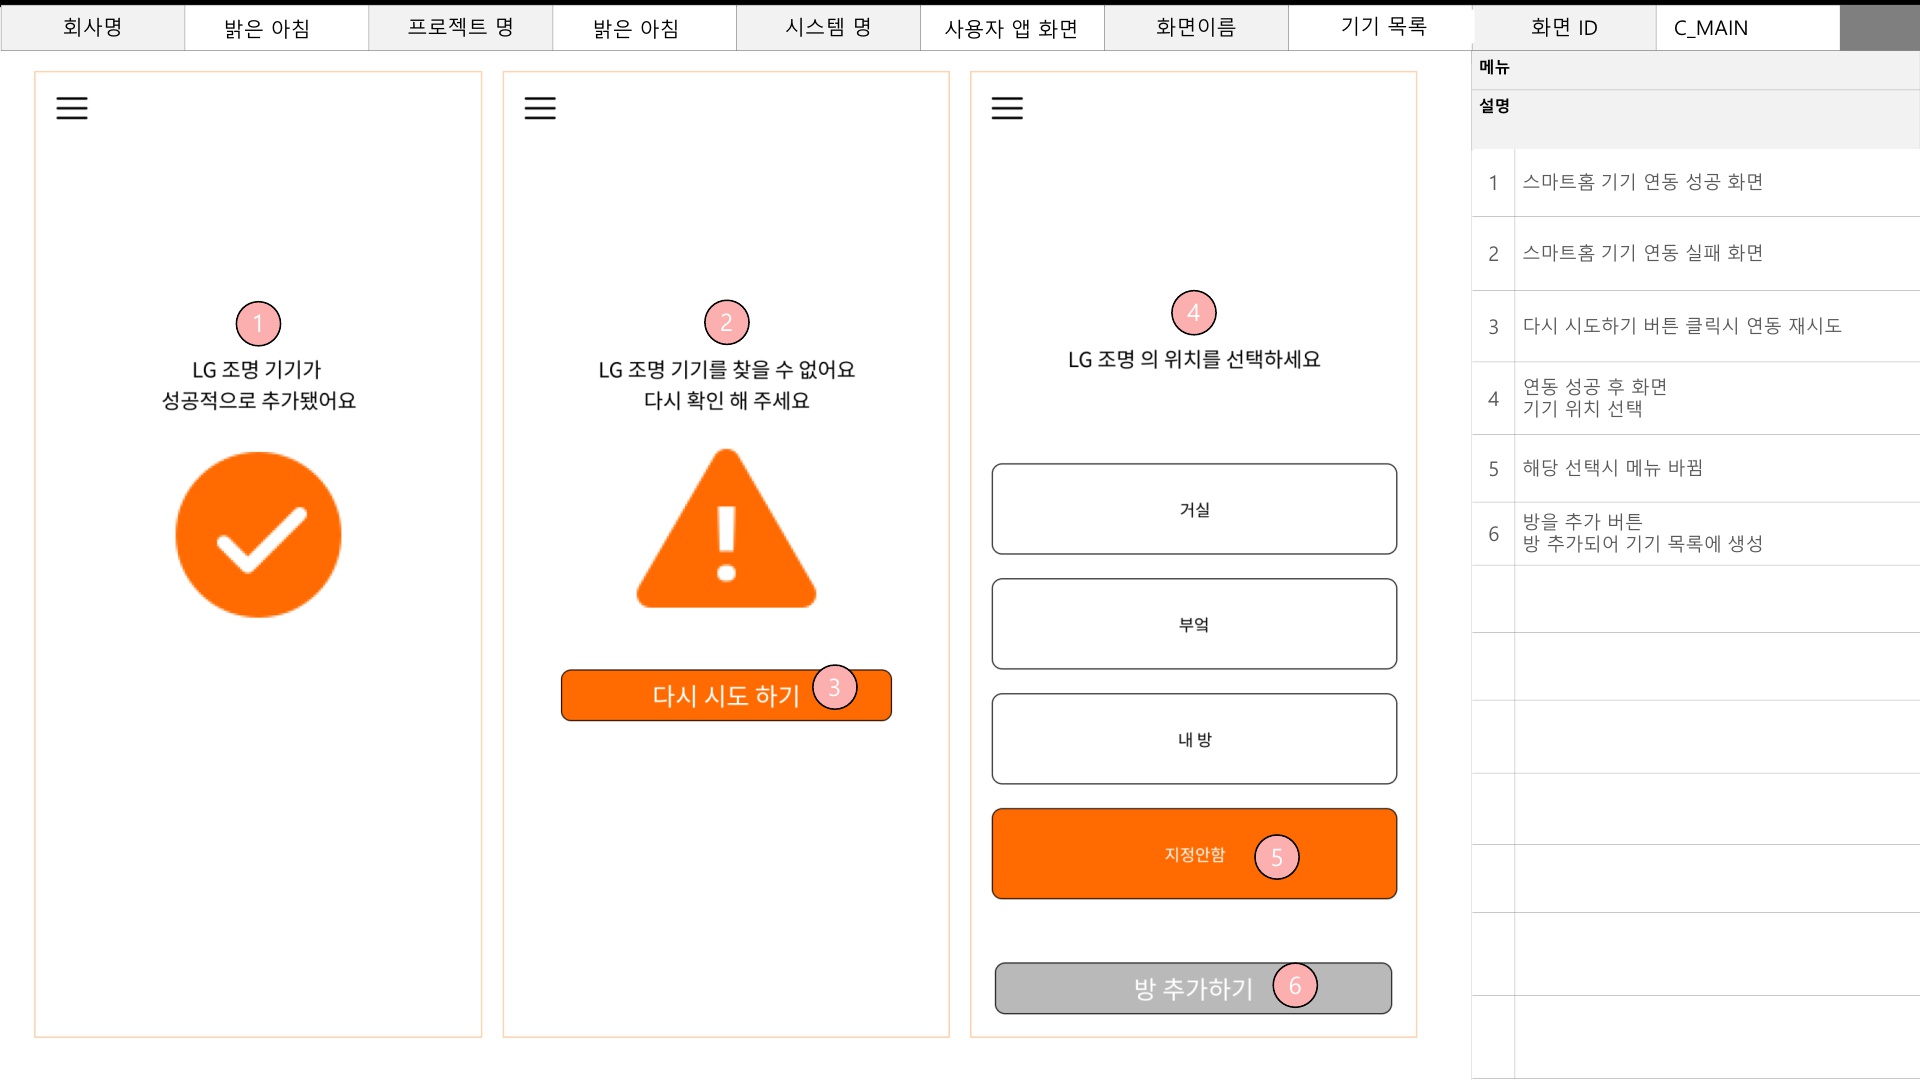 회사명 밝은 아침 프로젝트 명 밝은 아침 시스템 명 사용자 앱 화면 화면이름 기기 목록 화면 ID C_MAIN
1
LG 조명 기기가
성공적으로 추가됐어요
2
LG 조명 기기를 찾을 수 없어요
다시 확인 해 주세요
다시 시도 하기 3
4
LG 조명 의 위치를 선택하세요
거실
부엌
내 방
지정안함 5
방 추가하기 6
메뉴
설명
1 스마트홈 기기 연동 성공 화면
2 스마트홈 기기 연동 실패 화면
3 다시 시도하기 버튼 클릭시 연동 재시도
4 연동 성공 후 화면
기기 위치 선택
5 해당 선택시 메뉴 바뀜
6 방을 추가 버튼
방 추가되어 기기 목록에 생성